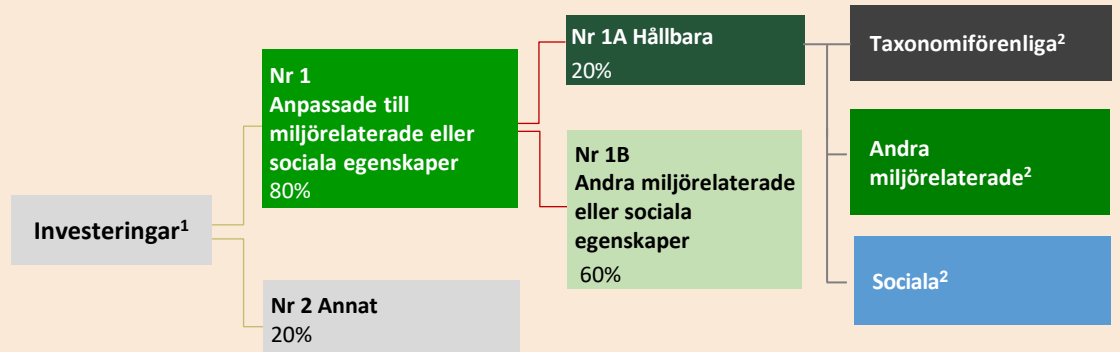 Investeringar¹
Nr 1
Anpassade till
miljörelaterade eller
sociala egenskaper
80%
Nr 2 Annat
20%
Nr 1A Hållbara
20%
Nr 1B
Andra miljörelaterade
eller sociala
egenskaper
60%
Taxonomiförenliga²
Andra
miljörelaterade²
Sociala²